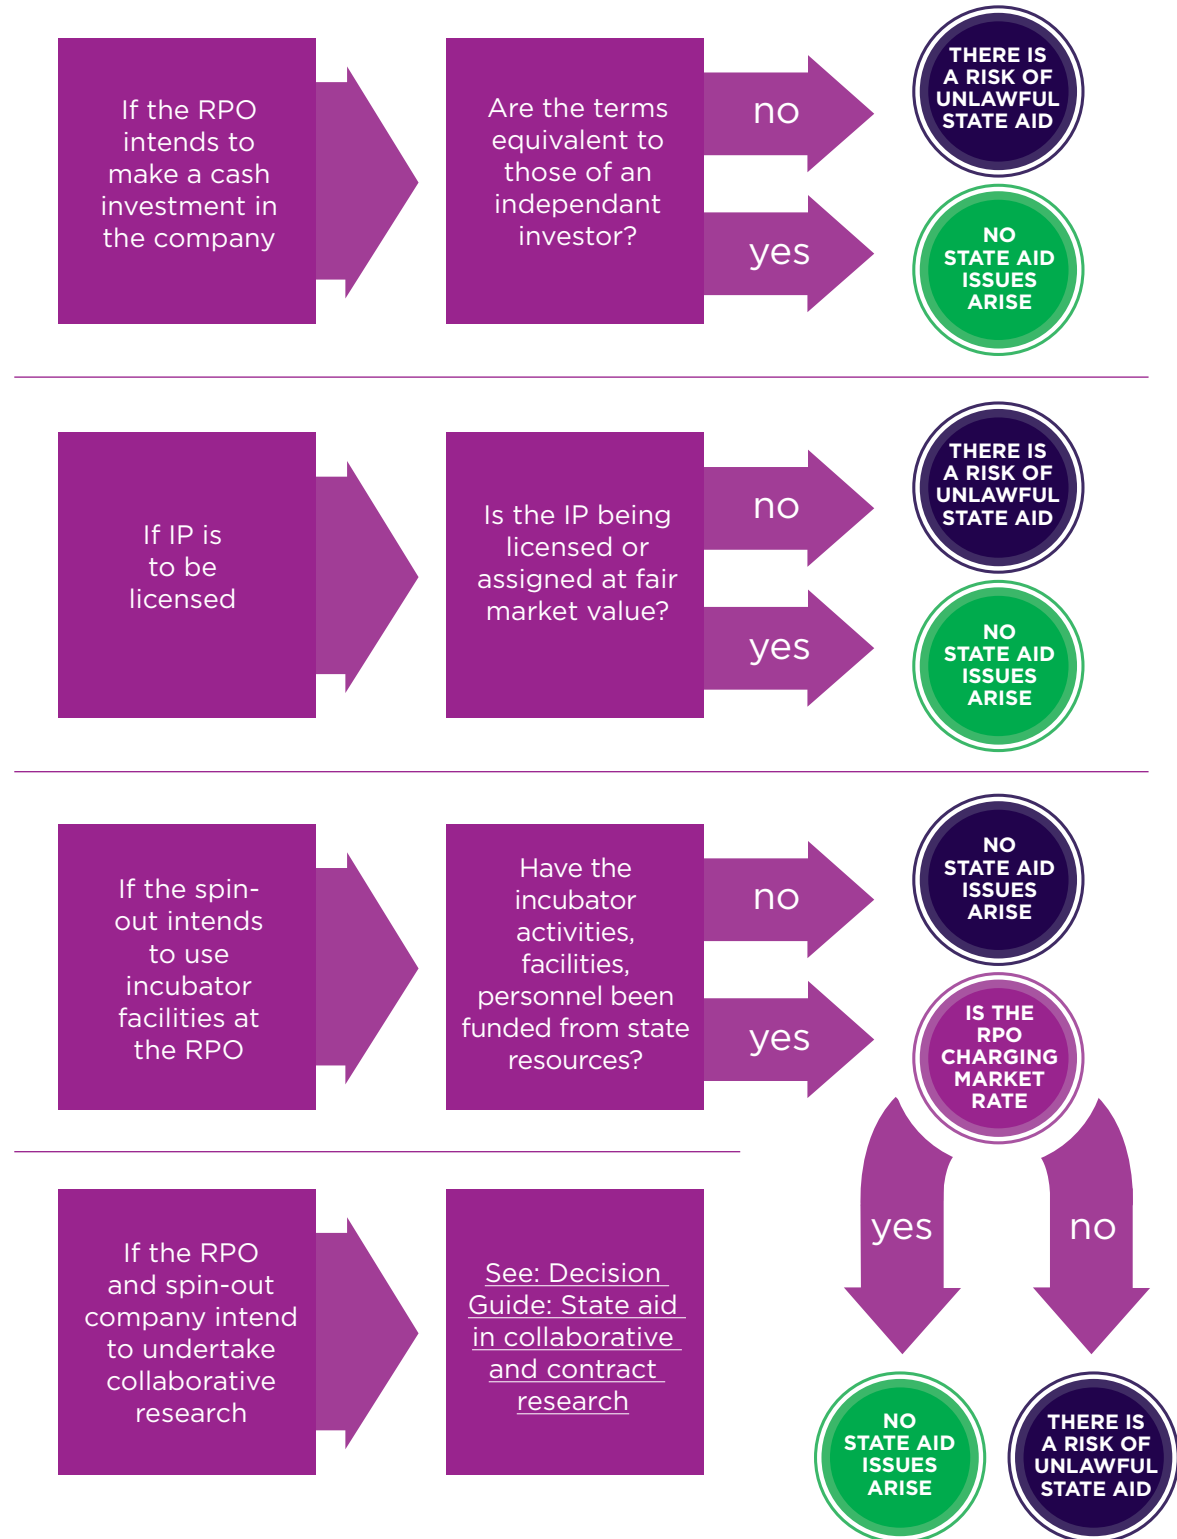 If the RPO
intends to
make a cash
investment in
the company
Are the terms
equivalent to
those of an
independant
investor?
no
THERE IS
A RISK OF
UNLAWFUL
STATE AID
yes
NO
STATE AID
ISSUES
ARISE
If IP is
to be
licensed
Is the IP being
licensed or
assigned at fair
market value?
no
THERE IS
A RISK OF
UNLAWFUL
STATE AID
yes
NO
STATE AID
ISSUES
ARISE
If the spin-
out intends
to use
incubator
facilities at
the RPO
Have the
incubator
activities,
facilities,
personnel been
funded from state
resources?
no
NO
STATE AID
ISSUES
ARISE
yes
IS THE
RPO
CHARGING
MARKET
RATE
yes
no
NO
STATE AID
ISSUES
ARISE
THERE IS
A RISK OF
UNLAWFUL
STATE AID
If the RPO
and spin-out
company intend
to undertake
collaborative
research
See: Decision
Guide: State aid
in collaborative
and contract
research